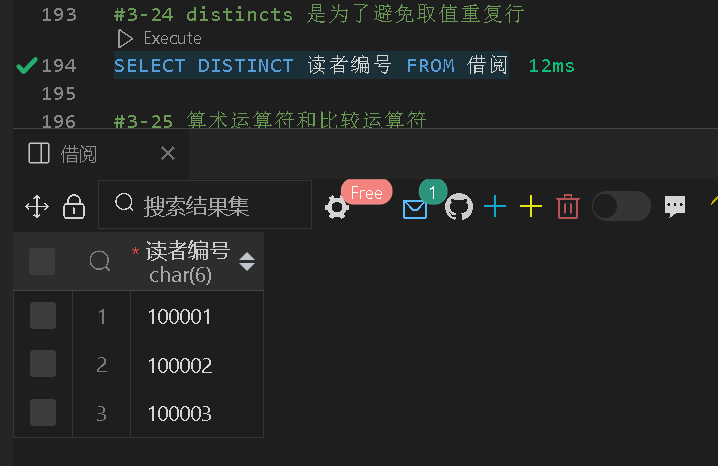 193 #3-24 distincts 是为了避免取值重复行
Execute
194 SELECT DISTINCT 读者编号 FROM 借阅 12ms
195
196 #3-25 算术运算符和比较运算符
借阅
搜索结果集 Free 1
* 读者编号
char(6)
1 100001
2 100002
3 100003